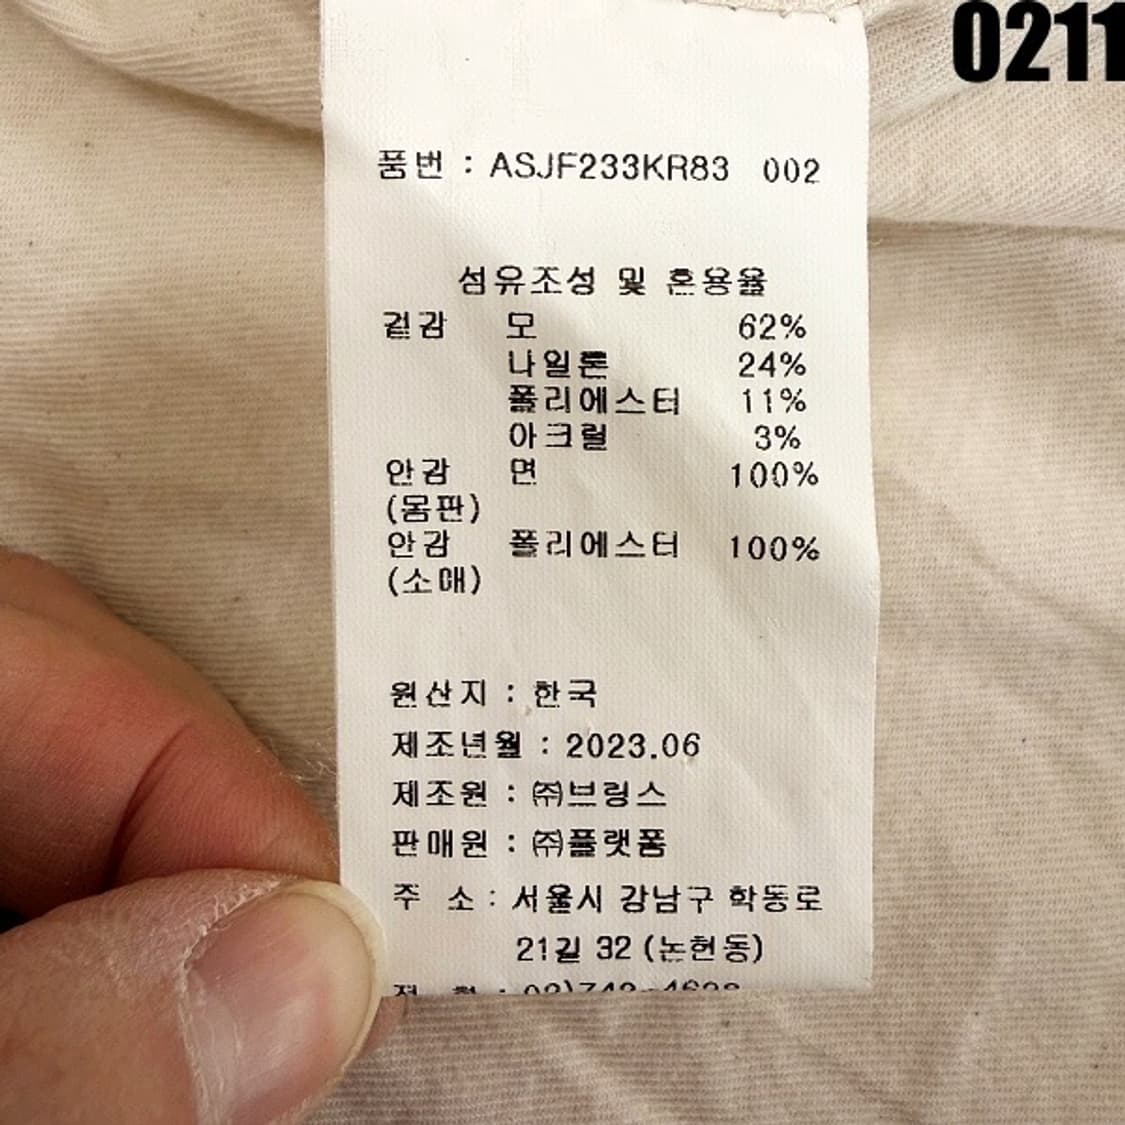 0211
품번 : ASJF233KR83 002
섬유조성 및 혼용율
겉감 모 62%
나일론 24%
폴리에스터 11%
아크릴 3%
안감 면 100%
(몸판)
안감 폴리에스터 100%
(소매)
원산지 : 한국
제조년월 : 2023.06
제조원 : ㈜브링스
판매원 : ㈜플랫폼
주 소 : 서울시 강남구 학동로
21길 32 (논현동)